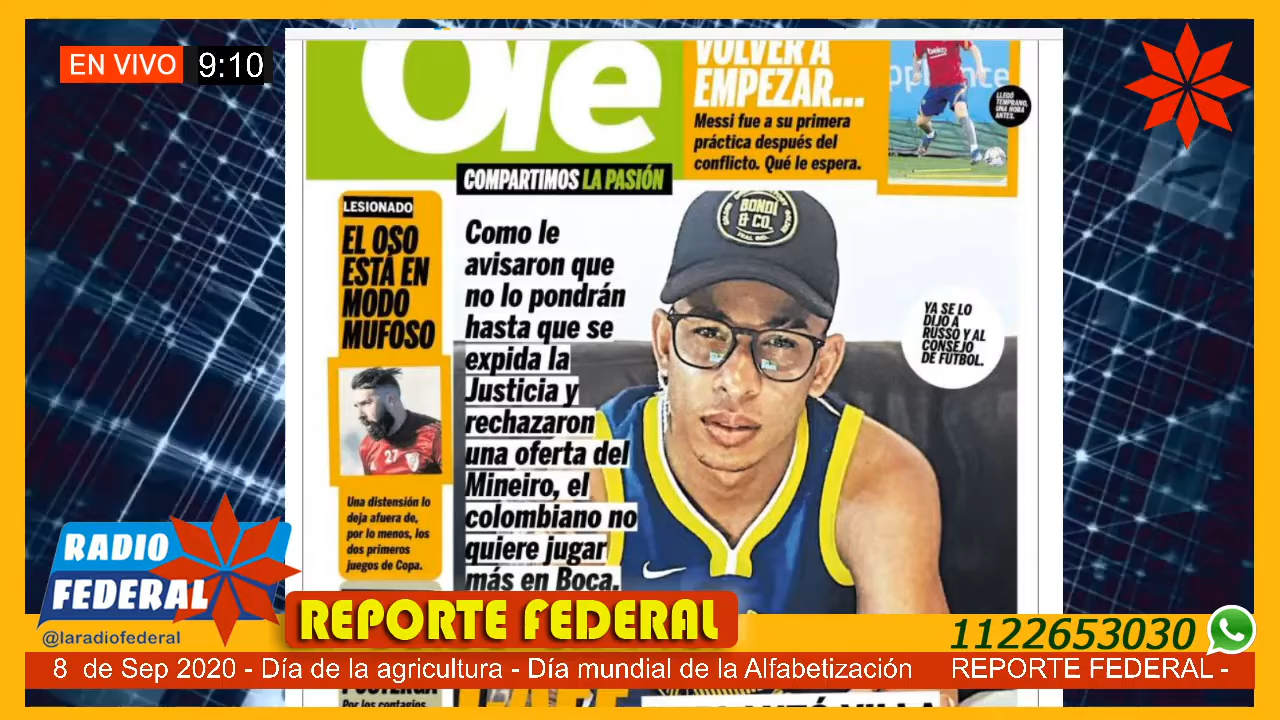 EN VIVO 9:10
Olé
COMPARTIMOS LA PASIÓN
VOLVER A
EMPEZAR...
Messi fue a su primera
práctica después del
conflicto. Qué le espera.
LLEGÓ
TEMPRANO,
UNA HORA
ANTES.
beko
LESIONADO
EL OSO
ESTÁ EN
MODO
MUFOSO
27
Una distensión lo
deja afuera de,
por lo menos, los
dos primeros
juegos de Copa.
Como le
avisaron que
no lo pondrán
hasta que se
expida la
Justicia y
rechazaron
una oferta del
Mineiro, el
colombiano no
quiere jugar
más en Boca.
BONDI
& CO.
YA SE LO
DIJO A
RUSSO Y AL
CONSEJO
DE FÚTBOL.
RADIO
FEDERAL
@laradiofederal
REPORTE FEDERAL
1122653030
8 de Sep 2020 - Día de la agricultura - Día mundial de la Alfabetización REPORTE FEDERAL -
Por los contagios